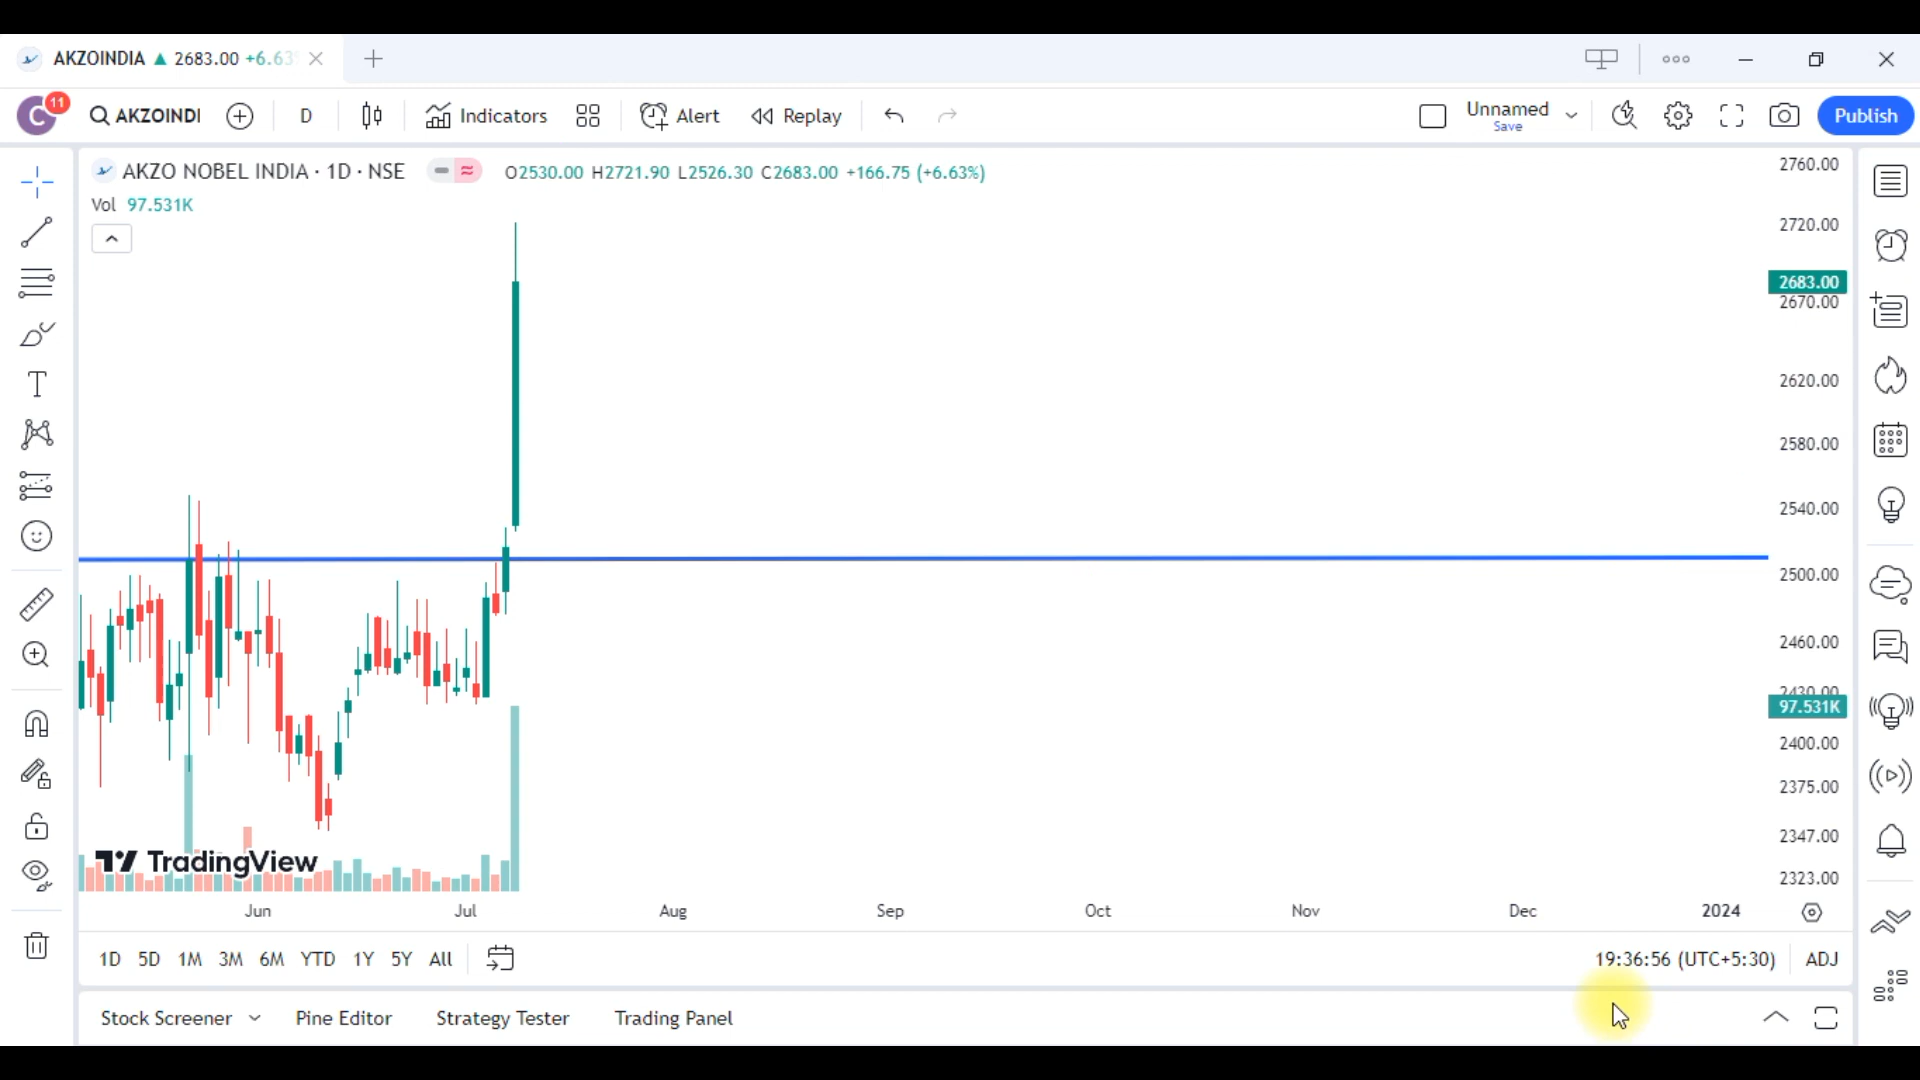 AKZOINDIA ▲ 2683.00 +6.63
C 11 AKZOINDI D Indicators Alert Replay Unnamed Save Publish
AKZO NOBEL INDIA · 1D · NSE O2530.00 H2721.90 L2526.30 C2683.00 +166.75 (+6.63%)
Vol 97.531K
2760.00
2720.00
2683.00
2670.00
2620.00
2580.00
2540.00
2500.00
2460.00
2430.00
97.531K
2400.00
2375.00
2347.00
2323.00
TradingView
Jun Jul Aug Sep Oct Nov Dec 2024
1D 5D 1M 3M 6M YTD 1Y 5Y All 19:36:56 (UTC+5:30) ADJ
Stock Screener Pine Editor Strategy Tester Trading Panel